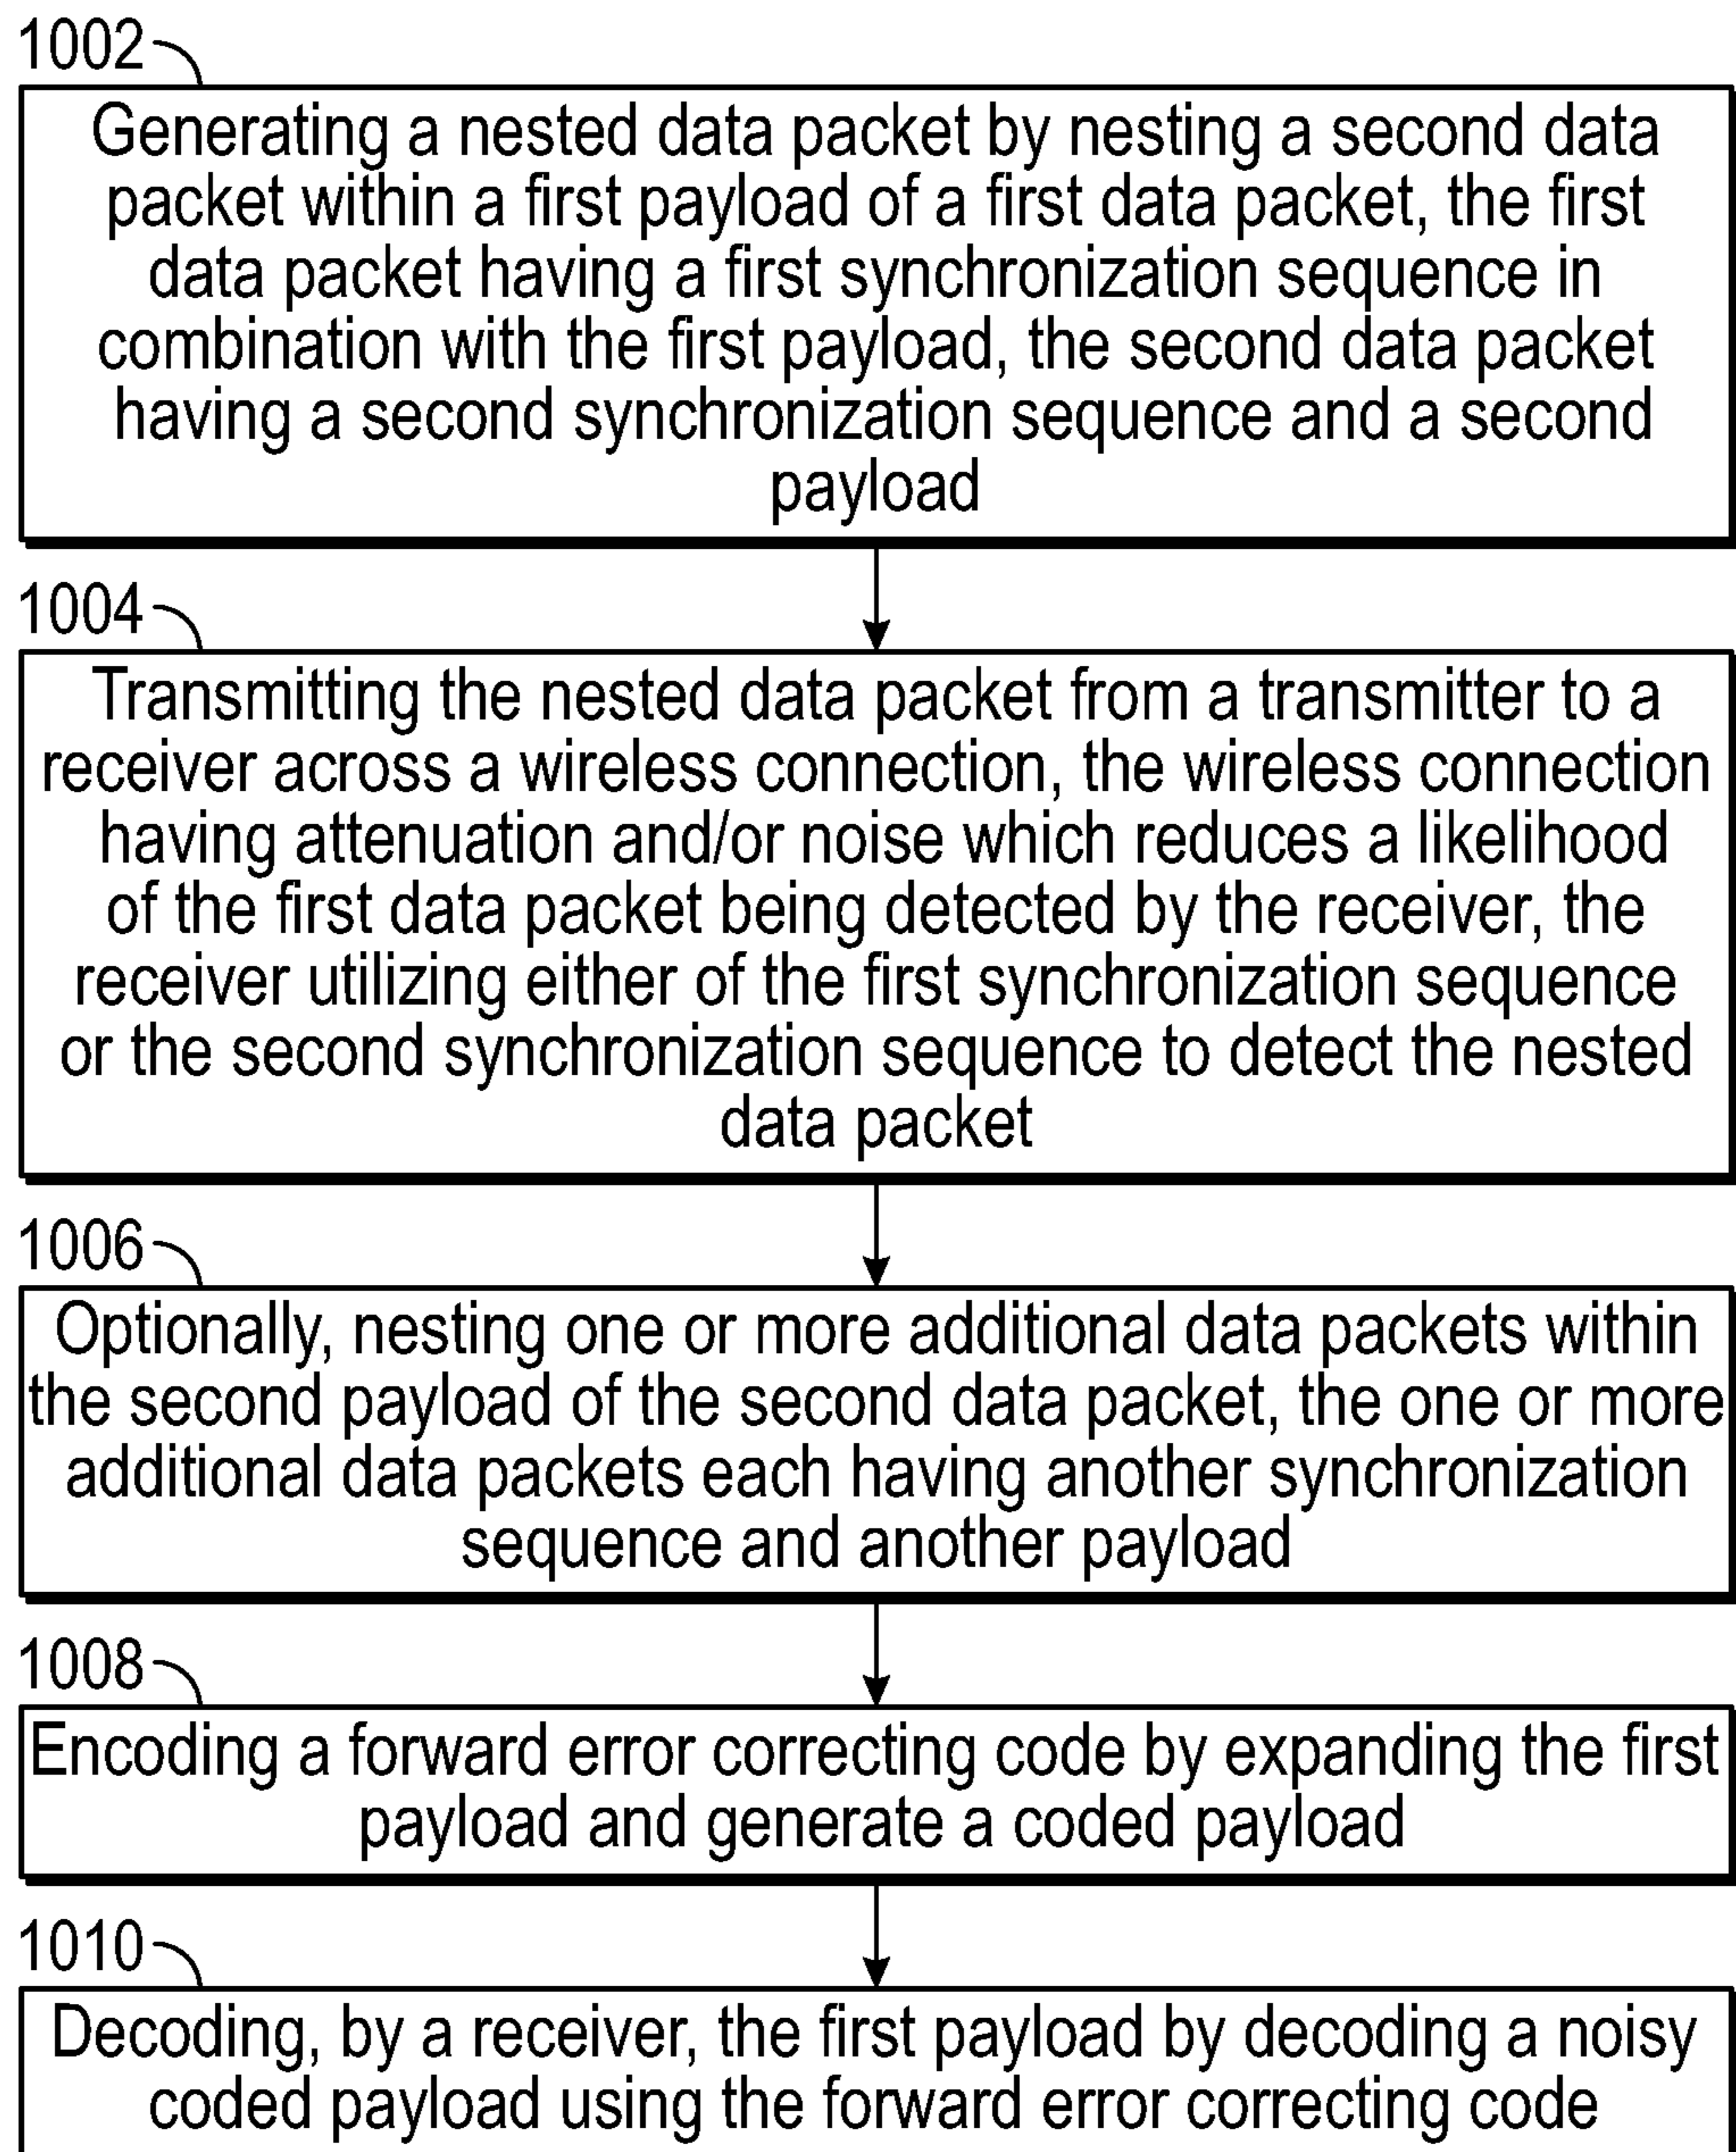 1002
Generating a nested data packet by nesting a second data
packet within a first payload of a first data packet, the first
data packet having a first synchronization sequence in
combination with the first payload, the second data packet
having a second synchronization sequence and a second
payload
1004
Transmitting the nested data packet from a transmitter to a
receiver across a wireless connection, the wireless connection
having attenuation and/or noise which reduces a likelihood
of the first data packet being detected by the receiver, the
receiver utilizing either of the first synchronization sequence
or the second synchronization sequence to detect the nested
data packet
1006
Optionally, nesting one or more additional data packets within
the second payload of the second data packet, the one or more
additional data packets each having another synchronization
sequence and another payload
1008
Encoding a forward error correcting code by expanding the first
payload and generate a coded payload
1010
Decoding, by a receiver, the first payload by decoding a noisy
coded payload using the forward error correcting code